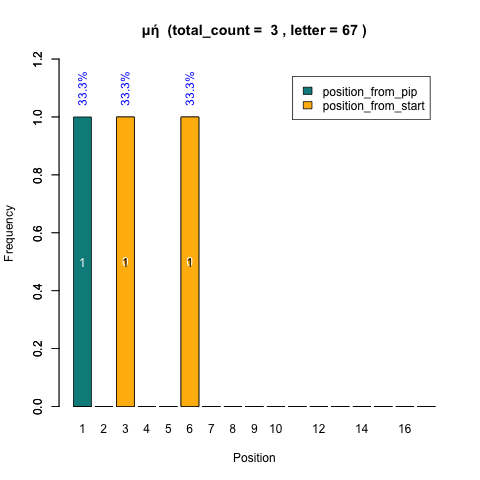 μή (total_count = 3 , letter = 67 )
position_from_pip
position_from_start
Frequency
1.2
1.0
0.8
0.6
0.4
0.2
0.0
33.3% 33.3% 33.3%
1 1 1
1 2 3 4 5 6 7 8 9 10 12 14 16
Position